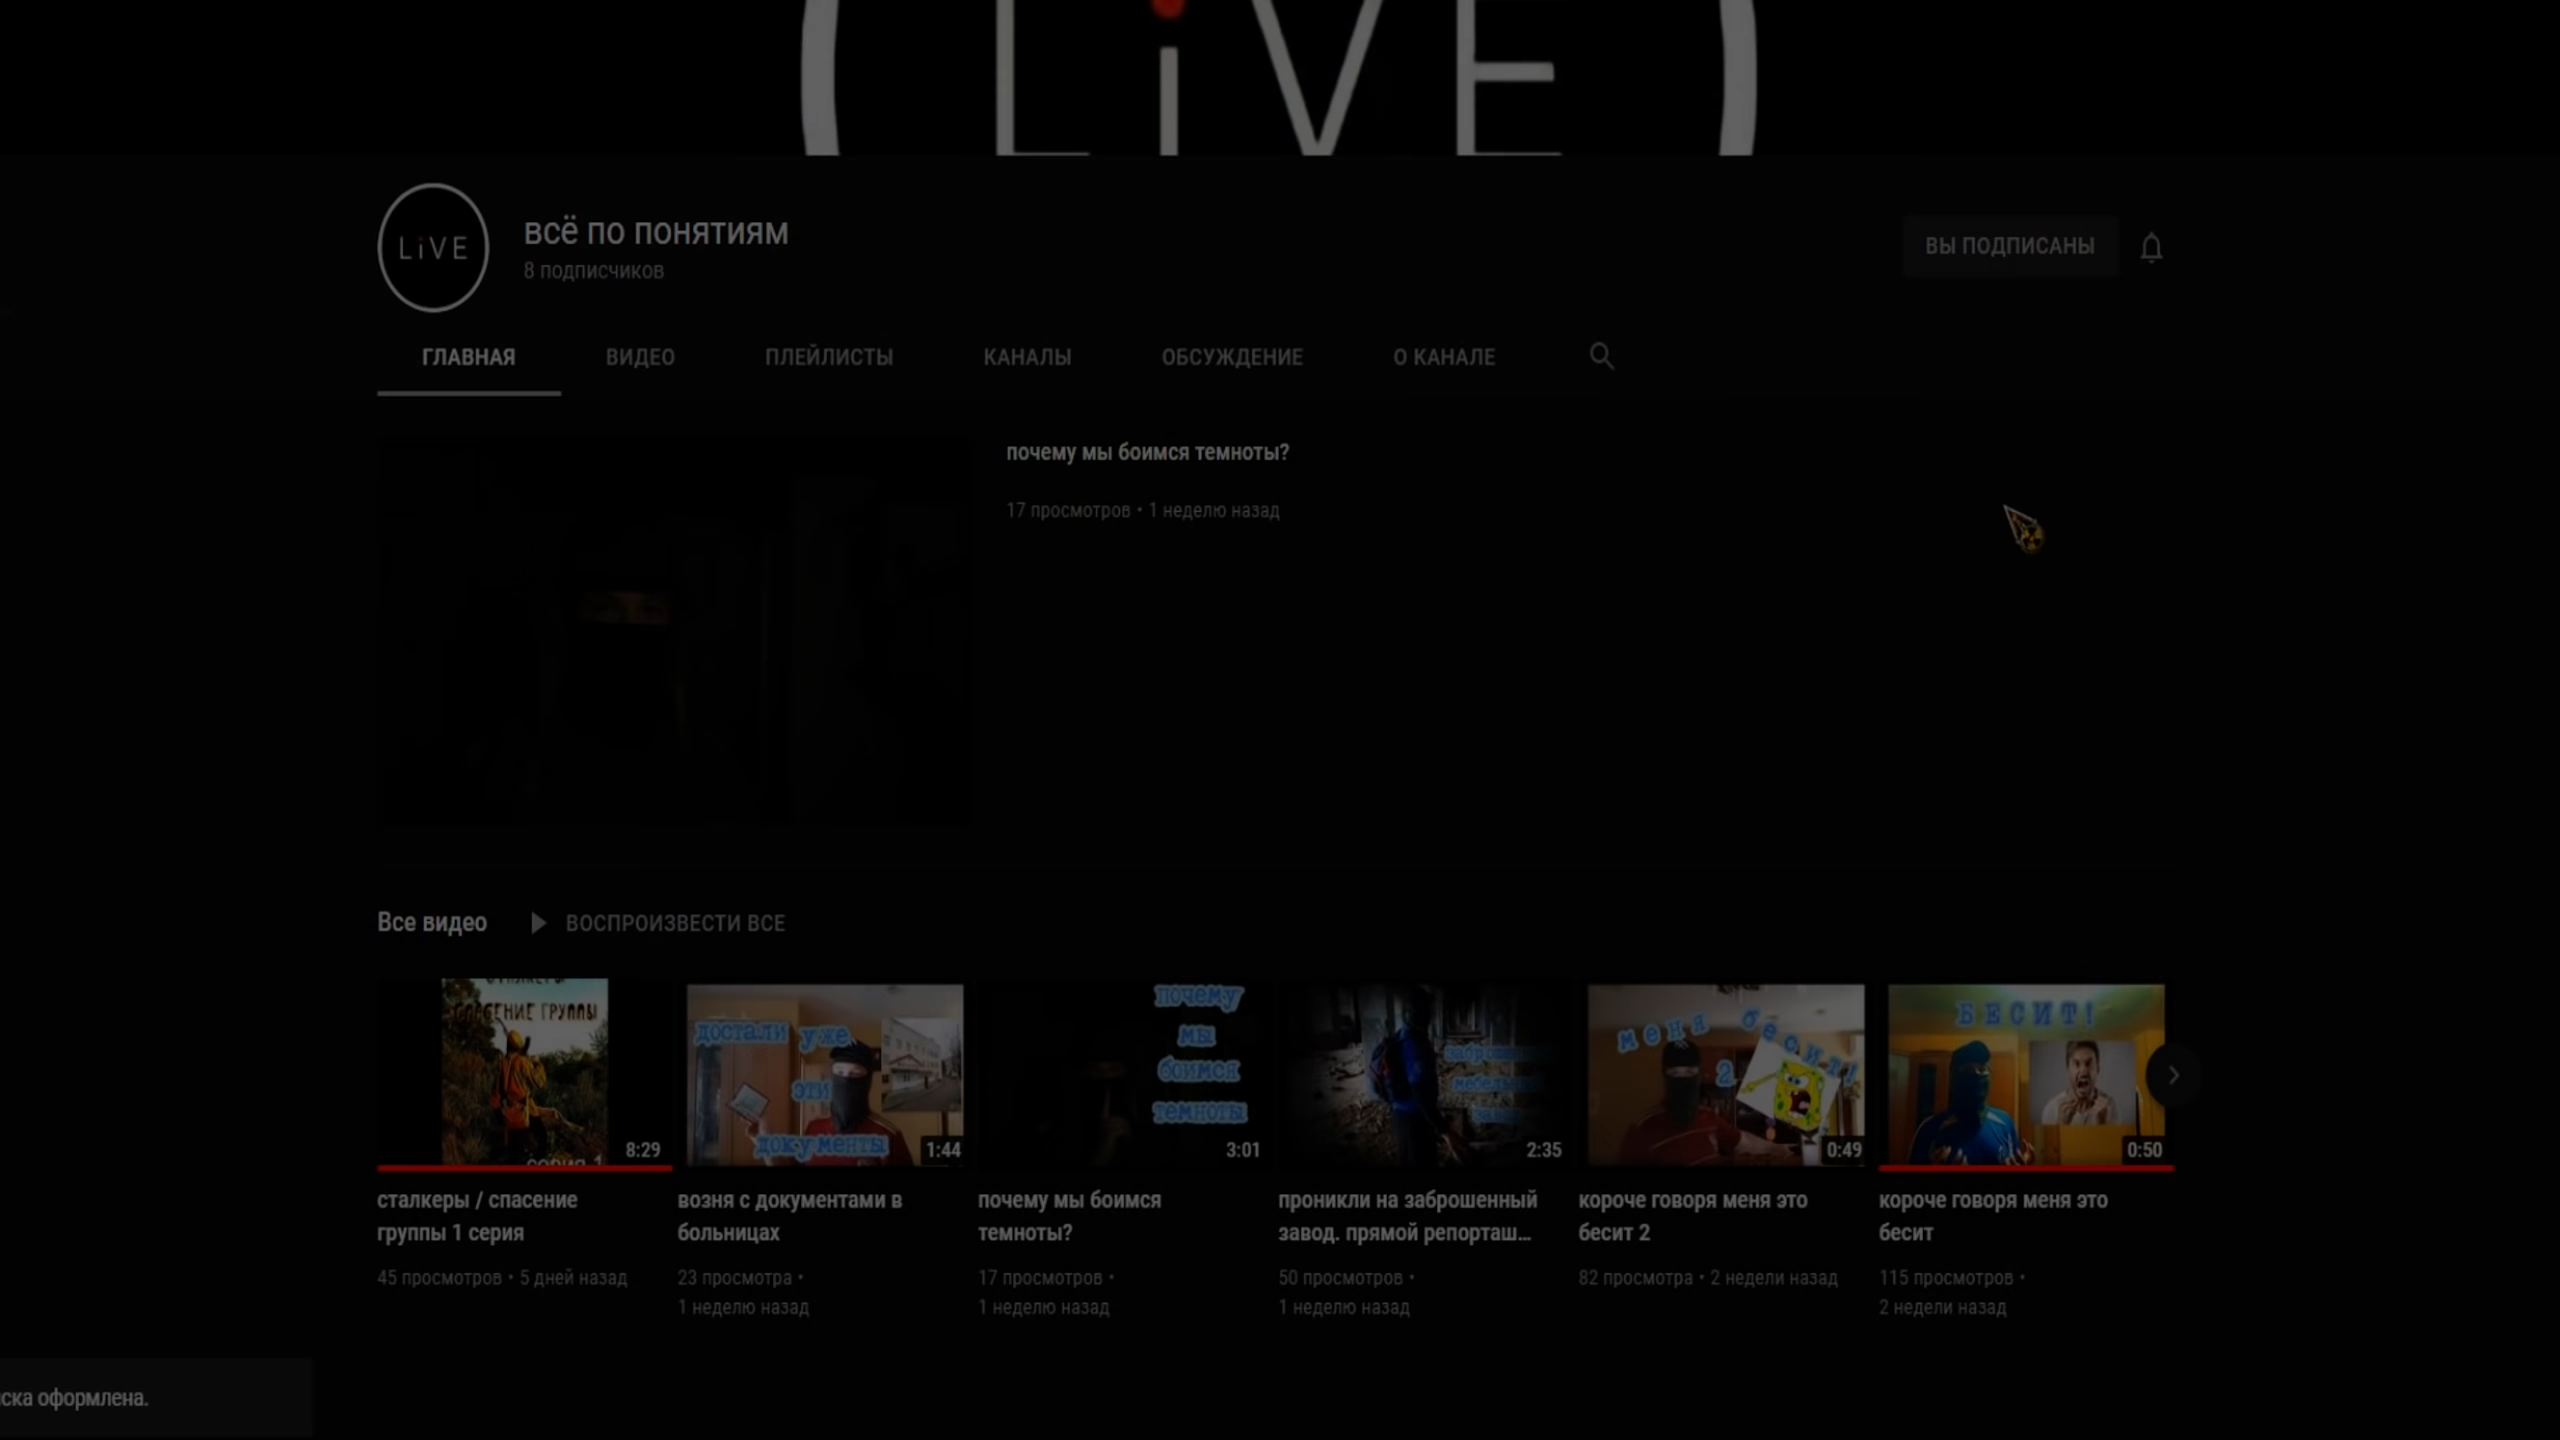 LiVE
LiVE
всё по понятиям
8 подписчиков
ВЫ ПОДПИСАНЫ
ГЛАВНАЯ
ВИДЕО
ПЛЕЙЛИСТЫ
КАНАЛЫ
ОБСУЖДЕНИЕ
О КАНАЛЕ
почему мы боимся темноты?
17 просмотров • 1 неделю назад
Все видео
ВОСПРОИЗВЕСТИ ВСЕ
СПАСЕНИЕ ГРУППЫ
8:29
сталкеры / спасение
группы 1 серия
45 просмотров • 5 дней назад
достали уже
эти
документы
1:44
возня с документами в
больницах
23 просмотра •
1 неделю назад
почему
мы
боимся
темноты
3:01
почему мы боимся
темноты?
17 просмотров •
1 неделю назад
2:35
проникли на заброшенный
завод. прямой репорташ...
50 просмотров •
1 неделю назад
меня бесит!
2
0:49
короче говоря меня это
бесит 2
82 просмотра • 2 недели назад
БЕСИТ!
0:50
короче говоря меня это
бесит
115 просмотров •
2 недели назад
ска оформлена.